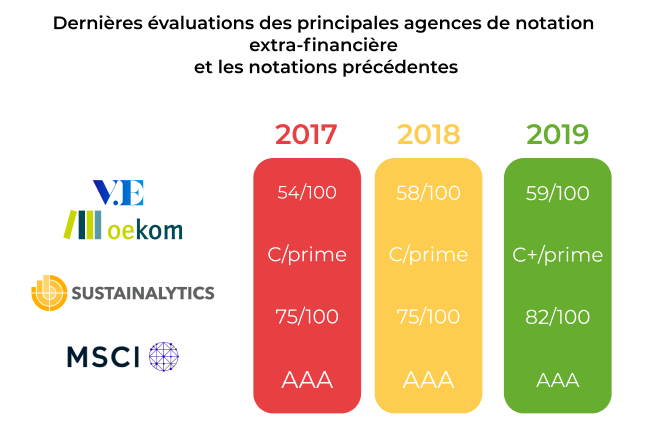 Dernières évaluations des principales agences de notation
extra-financière
et les notations précédentes
2017 2018 2019
V.E 54/100 58/100 59/100
oekom C/prime C/prime C+/prime
SUSTAINALYTICS 75/100 75/100 82/100
MSCI AAA AAA AAA